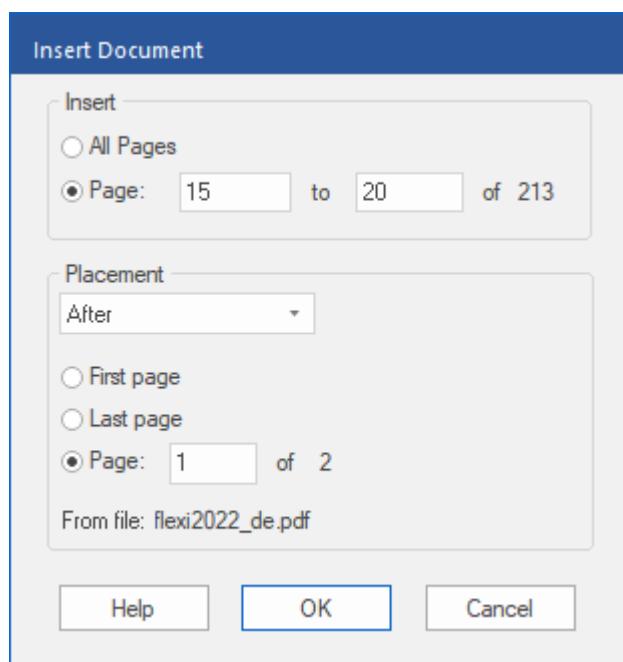 Insert Document
Insert
All Pages
Page: 15 to 20 of 213
Placement
After
First page
Last page
Page: 1 of 2
From file: flexi2022_de.pdf
Help OK Cancel